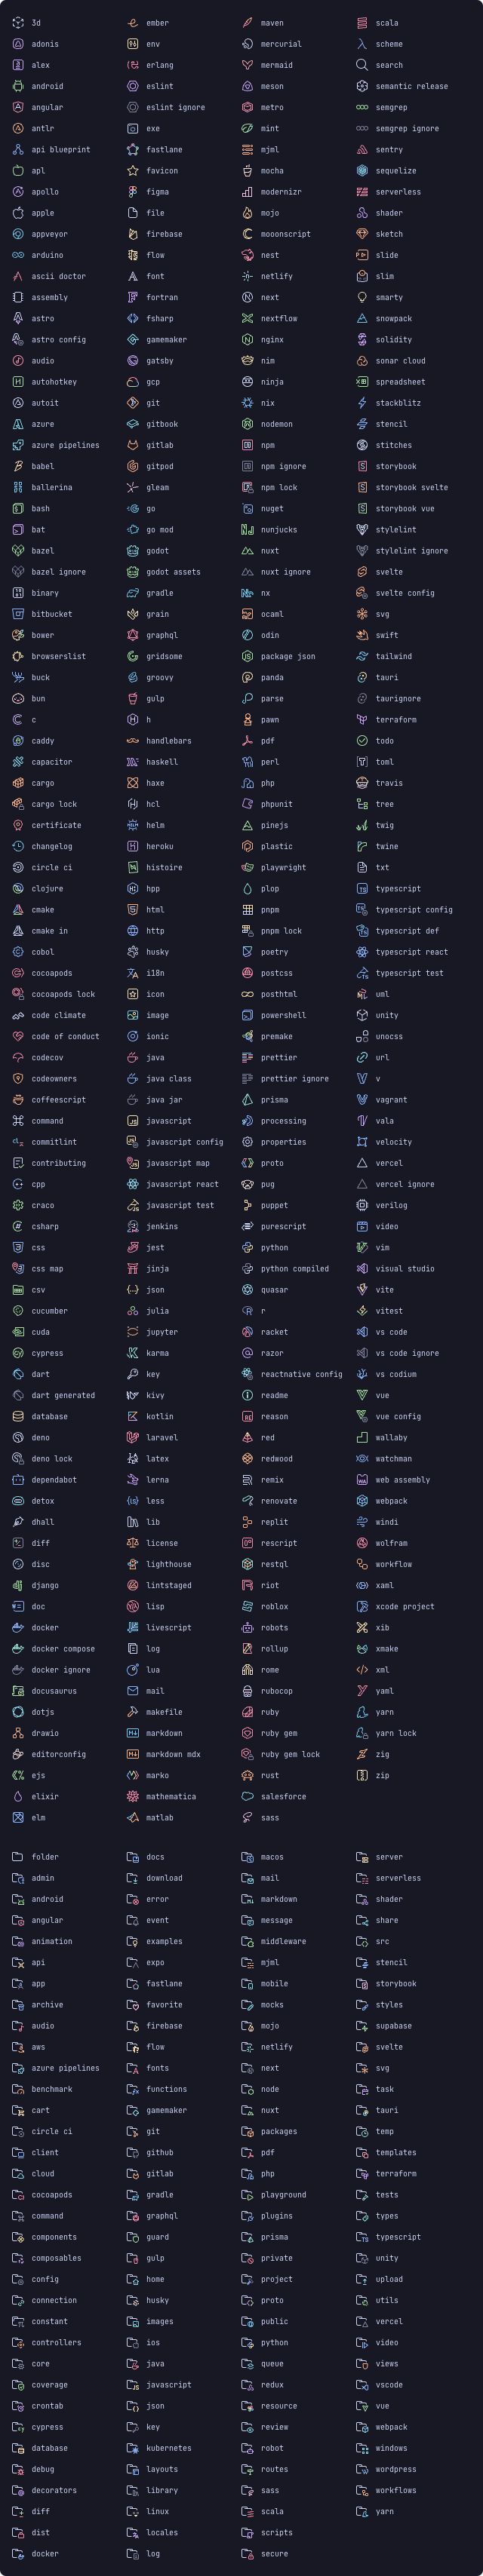 3d
adonis
alex
android
angular
antlr
api blueprint
apl
apollo
apple
appveyor
arduino
ascii doctor
assembly
astro
astro config
audio
autohotkey
autoit
azure
azure pipelines
babel
ballerina
bash
bat
bazel
bazel ignore
binary
bitbucket
bower
browserslist
buck
bun
c
caddy
capacitor
cargo
cargo lock
certificate
changelog
circle ci
clojure
cmake
cmake in
cobol
cocoapods
cocoapods lock
code climate
code of conduct
codecov
codeowners
coffeescript
command
commitlint
contributing
cpp
craco
csharp
css
css map
csv
cucumber
cuda
cypress
dart
dart generated
database
deno
deno lock
dependabot
detox
dhall
diff
disc
django
doc
docker
docker compose
docker ignore
docusaurus
dotjs
drawio
editorconfig
ejs
elixir
elm
ember
env
erlang
eslint
eslint ignore
exe
fastlane
favicon
figma
file
firebase
flow
font
fortran
fsharp
gamemaker
gatsby
gcp
git
gitbook
gitlab
gitpod
gleam
go
go mod
godot
godot assets
gradle
grain
graphql
gridsome
groovy
gulp
h
handlebars
haskell
haxe
hcl
helm
heroku
histoire
hpp
html
http
husky
i18n
icon
image
ionic
java
java class
java jar
javascript
javascript config
javascript map
javascript react
javascript test
jenkins
jest
jinja
json
julia
jupyter
karma
key
kivy
kotlin
laravel
latex
lerna
less
lib
license
lighthouse
lintstaged
lisp
livescript
log
lua
mail
makefile
markdown
markdown mdx
marko
mathematica
matlab
maven
mercurial
mermaid
meson
metro
mint
mjml
mocha
modernizr
mojo
mooonscript
nest
netlify
next
nextflow
nginx
nim
ninja
nix
nodemon
npm
npm ignore
npm lock
nuget
nunjucks
nuxt
nuxt ignore
nx
ocaml
odin
package json
panda
parse
pawn
pdf
perl
php
phpunit
pinejs
plastic
playwright
plop
pnpm
pnpm lock
poetry
postcss
posthtml
powershell
premake
prettier
prettier ignore
prisma
processing
properties
proto
pug
puppet
purescript
python
python compiled
quasar
r
racket
razor
reactnative config
readme
reason
red
redwood
remix
renovate
replit
rescript
restql
riot
roblox
robots
rollup
rome
rubocop
ruby
ruby gem
ruby gem lock
rust
salesforce
sass
scala
scheme
search
semantic release
semgrep
semgrep ignore
sentry
sequelize
serverless
shader
sketch
slide
slim
smarty
snowpack
solidity
sonar cloud
spreadsheet
stackblitz
stencil
stitches
storybook
storybook svelte
storybook vue
stylelint
stylelint ignore
svelte
svelte config
svg
swift
tailwind
tauri
taurignore
terraform
todo
toml
travis
tree
twig
twine
txt
typescript
typescript config
typescript def
typescript react
typescript test
uml
unity
unocss
url
v
vagrant
vala
velocity
vercel
vercel ignore
verilog
video
vim
visual studio
vite
vitest
vs code
vs code ignore
vs codium
vue
vue config
wallaby
watchman
web assembly
webpack
windi
wolfram
workflow
xaml
xcode project
xib
xmake
xml
yaml
yarn
yarn lock
zig
zip
folder
admin
android
angular
animation
api
app
archive
audio
aws
azure pipelines
benchmark
cart
circle ci
client
cloud
cocoapods
command
components
composables
config
connection
constant
controllers
core
coverage
crontab
cypress
database
debug
decorators
diff
dist
docker
docs
download
error
event
examples
expo
fastlane
favorite
firebase
flow
fonts
functions
gamemaker
git
github
gitlab
gradle
graphql
guard
gulp
home
husky
images
ios
java
javascript
json
key
kubernetes
layouts
library
linux
locales
log
macos
mail
markdown
message
middleware
mjml
mobile
mocks
mojo
netlify
next
node
nuxt
packages
pdf
php
playground
plugins
prisma
private
project
proto
public
python
queue
redux
resource
review
robot
routes
sass
scala
scripts
secure
server
serverless
shader
share
src
stencil
storybook
styles
supabase
svelte
svg
task
tauri
temp
templates
terraform
tests
types
typescript
unity
upload
utils
vercel
video
views
vscode
vue
webpack
windows
wordpress
workflows
yarn